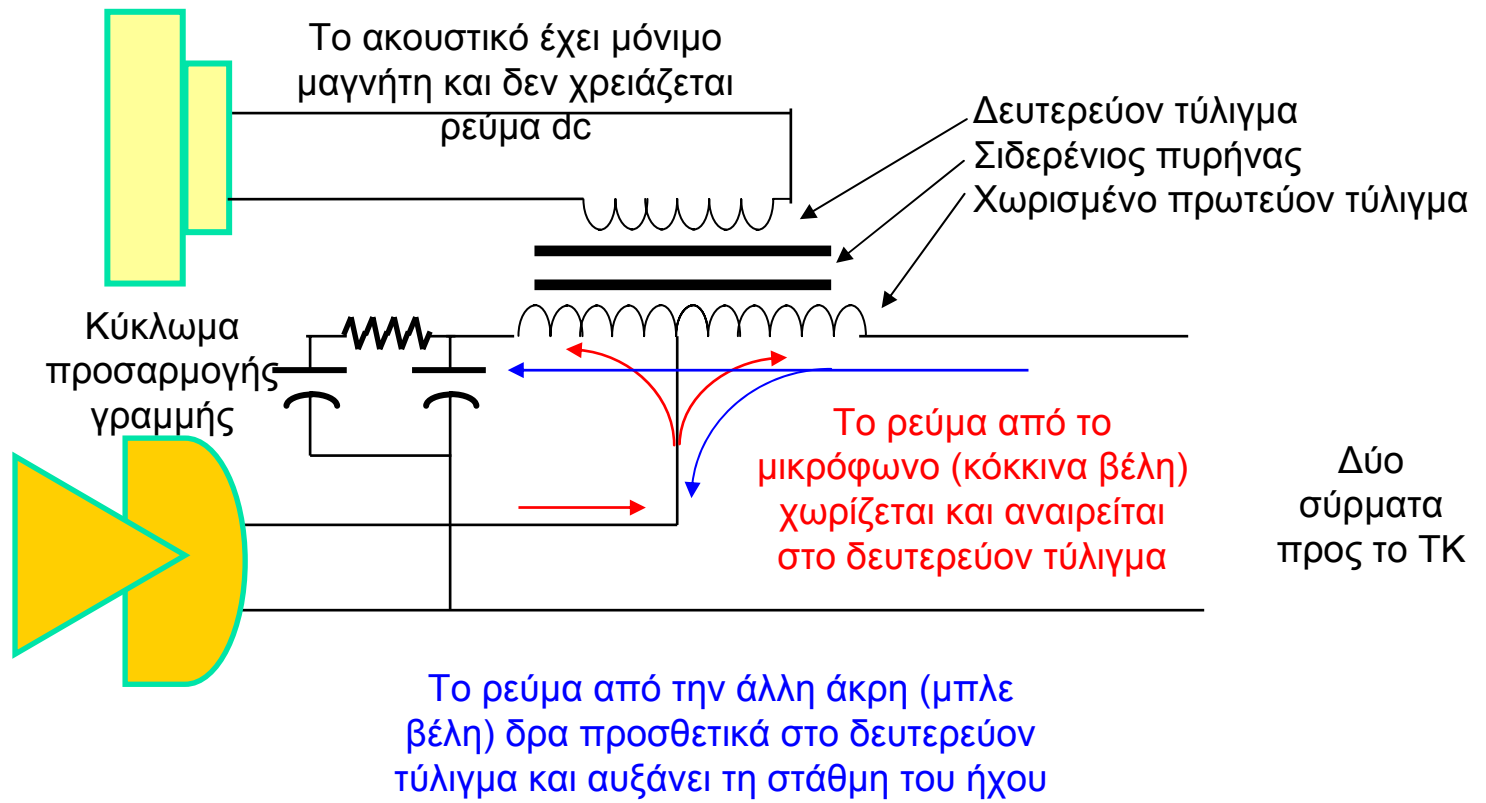 Το ακουστικό έχει μόνιμο
μαγνήτη και δεν χρειάζεται
ρεύμα dc
Δευτερεύον τύλιγμα
Σιδερένιος πυρήνας
Χωρισμένο πρωτεύον τύλιγμα
Κύκλωμα
προσαρμογής
γραμμής
Το ρεύμα από το
μικρόφωνο (κόκκινα βέλη)
χωρίζεται και αναιρείται
στο δευτερεύον τύλιγμα
Δύο
σύρματα
προς το ΤΚ
Το ρεύμα από την άλλη άκρη (μπλε
βέλη) δρα προσθετικά στο δευτερεύον
τύλιγμα και αυξάνει τη στάθμη του ήχου